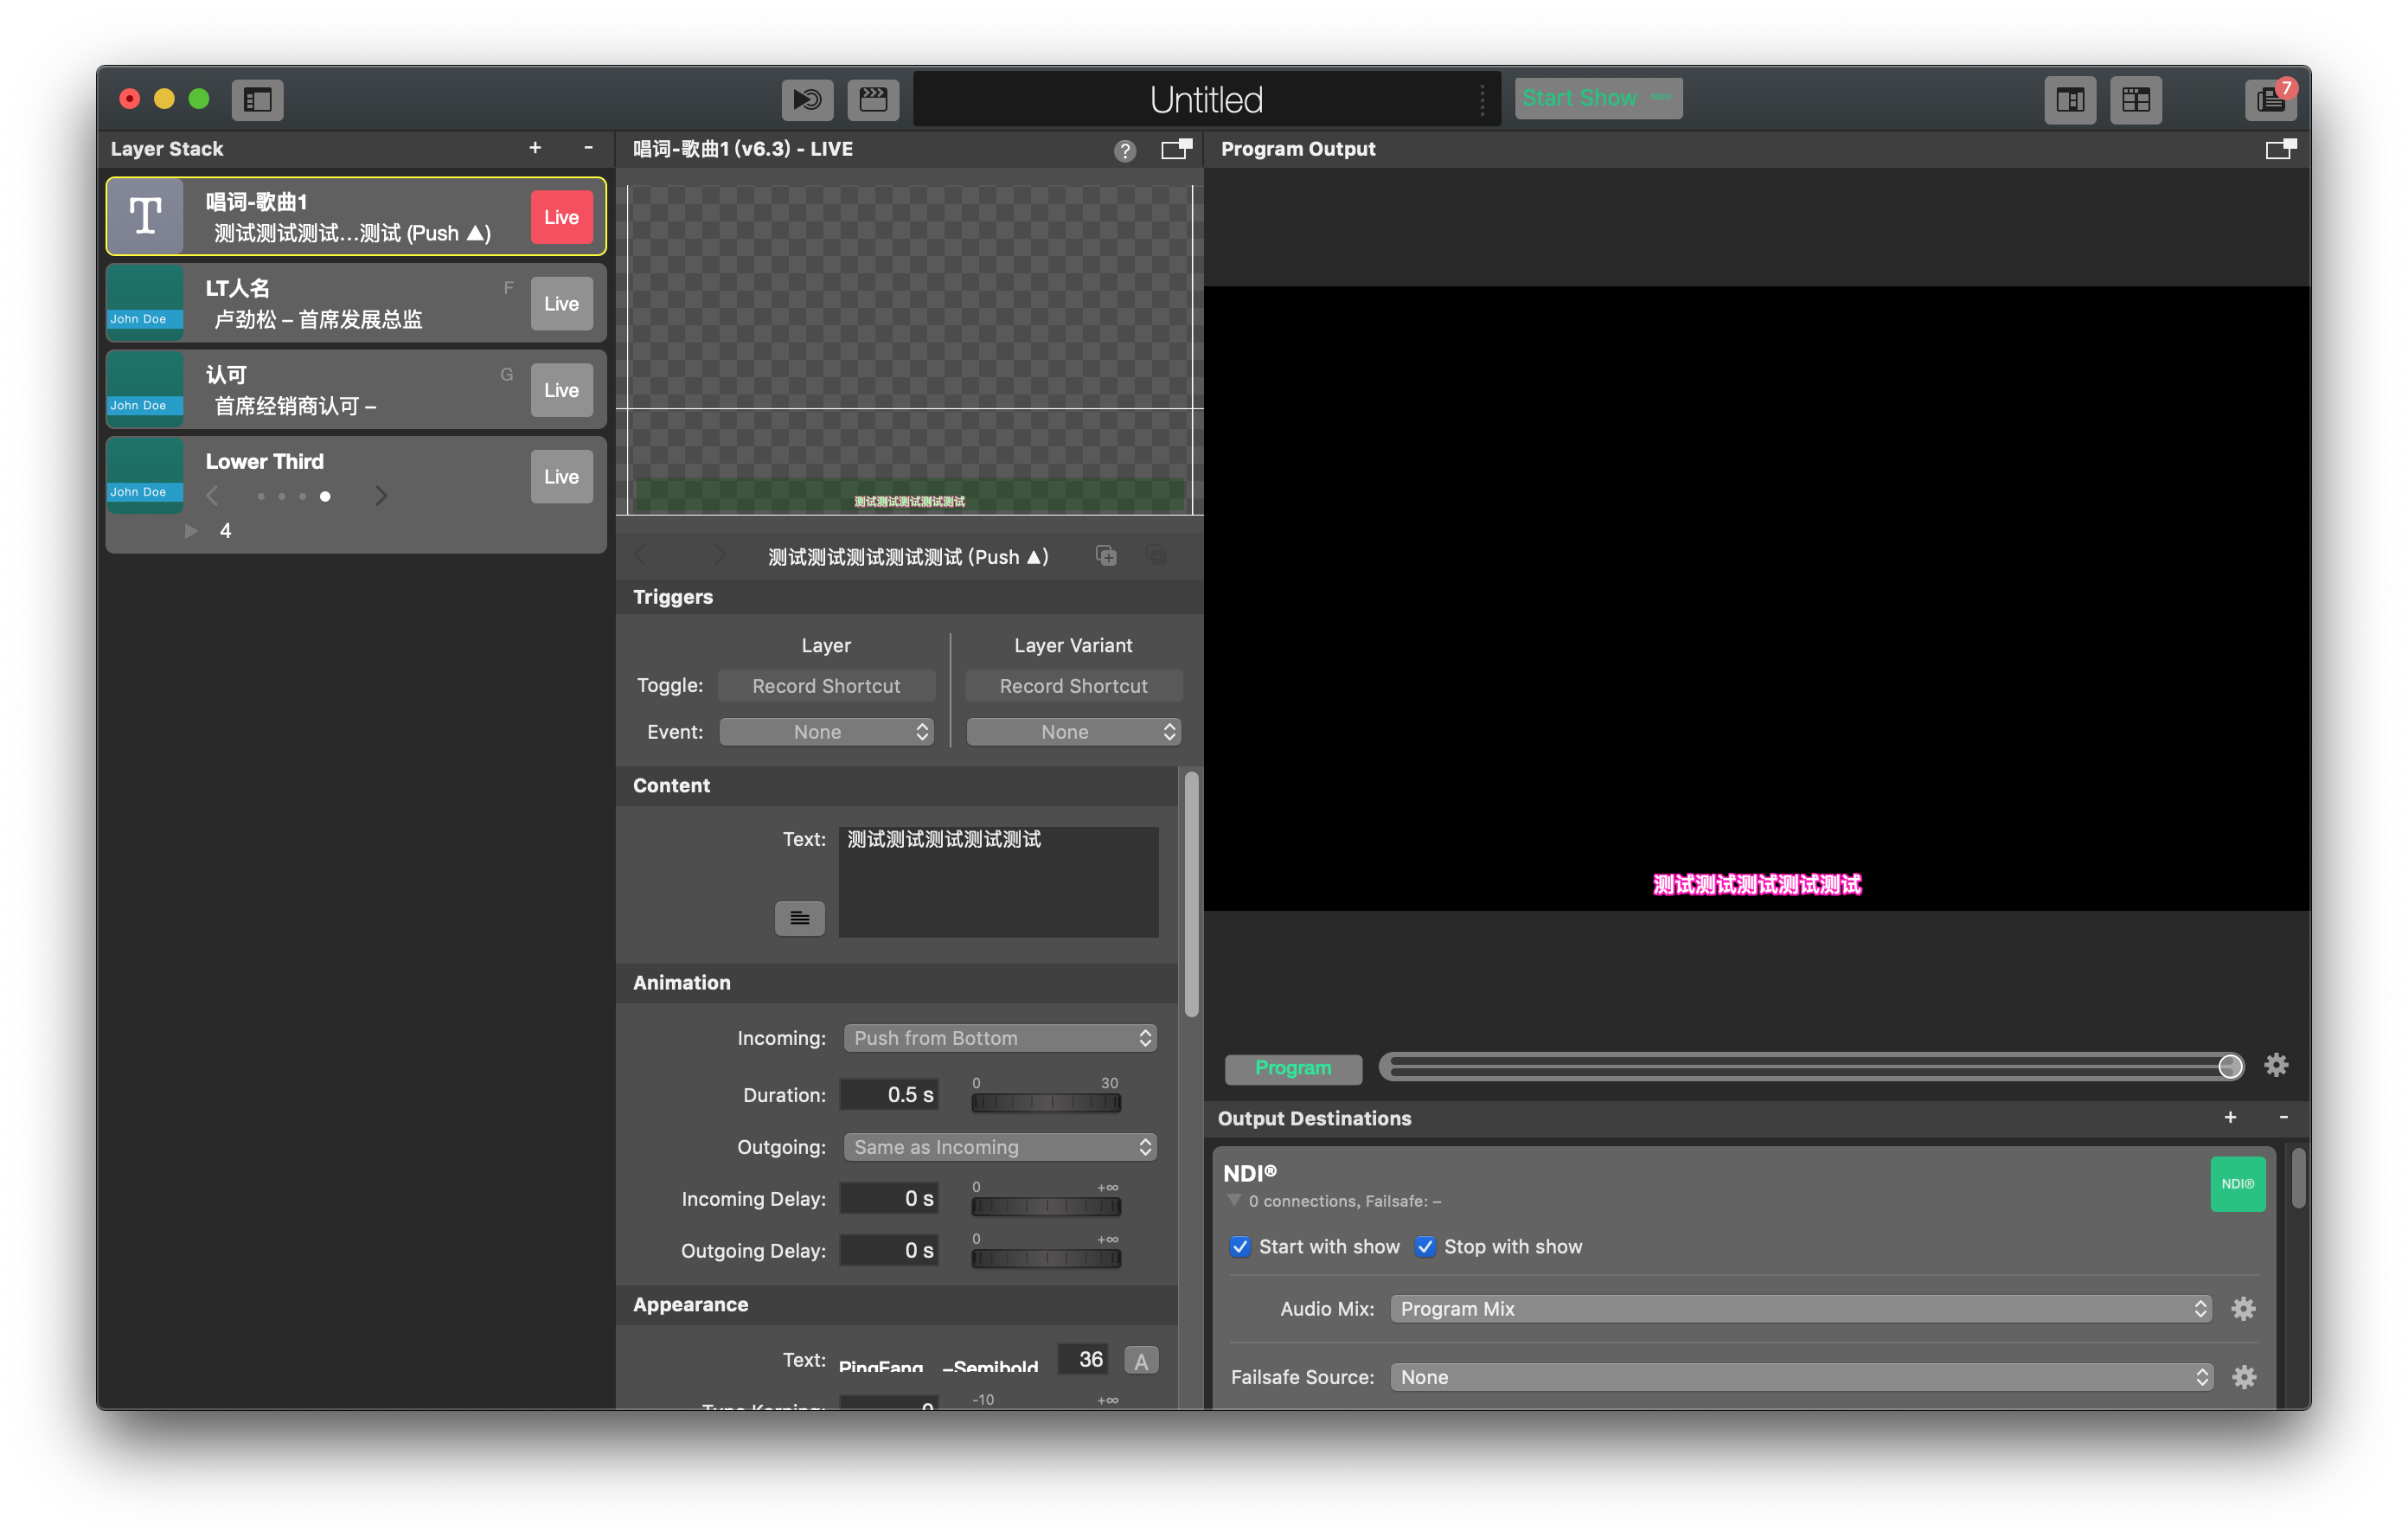 Untitled
Start Show
NDI®
7
Layer Stack
+ -
唱词-歌曲1
测试测试测试...测试 (Push ▲)
Live
LT人名
F
卢劲松 – 首席发展总监
Live
John Doe
认可
G
首席经销商认可 –
Live
John Doe
Lower Third
Live
John Doe
4
唱词-歌曲1 (v6.3) - LIVE
?
测试测试测试测试测试
测试测试测试测试测试 (Push ▲)
Triggers
Layer
Layer Variant
Toggle:
Record Shortcut
Record Shortcut
Event:
None
None
Content
Text:
测试测试测试测试测试
Animation
Incoming:
Push from Bottom
Duration:
0.5 s
0 30
Outgoing:
Same as Incoming
Incoming Delay:
0 s
0 +∞
Outgoing Delay:
0 s
0 +∞
Appearance
Text:
PingFang –Semibold
36
A
Type Kerning:
0
-10 +∞
Program Output
测试测试测试测试测试
Program
Output Destinations
+ -
NDI®
0 connections, Failsafe: –
NDI®
Start with show
Stop with show
Audio Mix:
Program Mix
Failsafe Source:
None